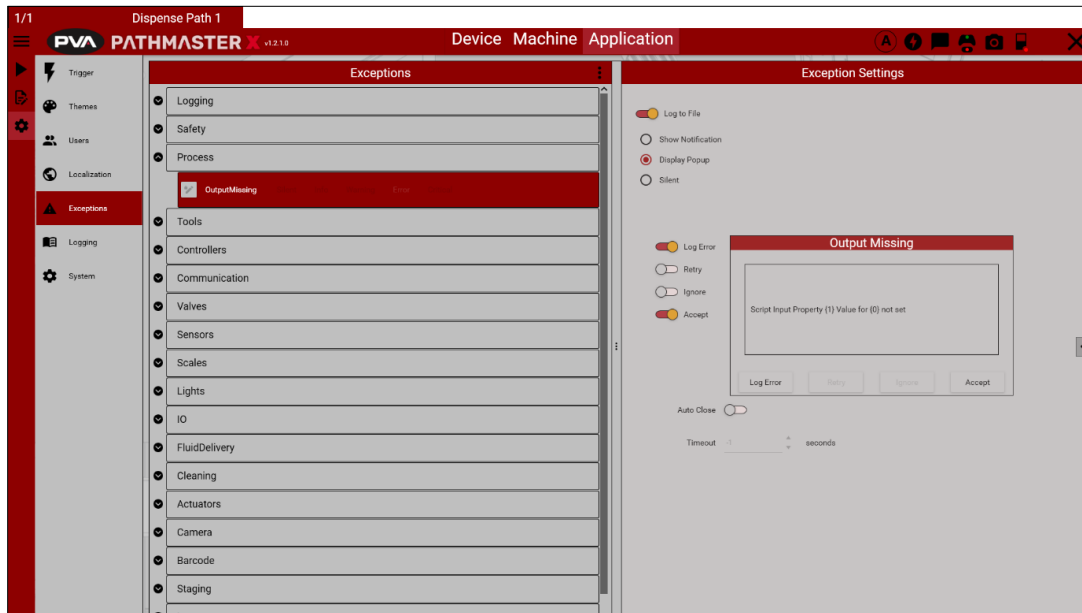 1/1 Dispense Path 1
PVA PATHMASTER X v1.2.1.0 Device Machine Application A
Trigger
Themes
Users
Localization
Exceptions
Logging
System
Exceptions
Logging
Safety
Process
OutputMissing Error
Tools
Controllers
Communication
Valves
Sensors
Scales
Lights
IO
FluidDelivery
Cleaning
Actuators
Camera
Barcode
Staging
Exception Settings
Log to File
Show Notification
Display Popup
Silent
Log Error
Retry
Ignore
Accept
Output Missing
Script Input Property {1} Value for {0} not set
Log Error Retry Ignore Accept
Auto Close
Timeout -1 seconds